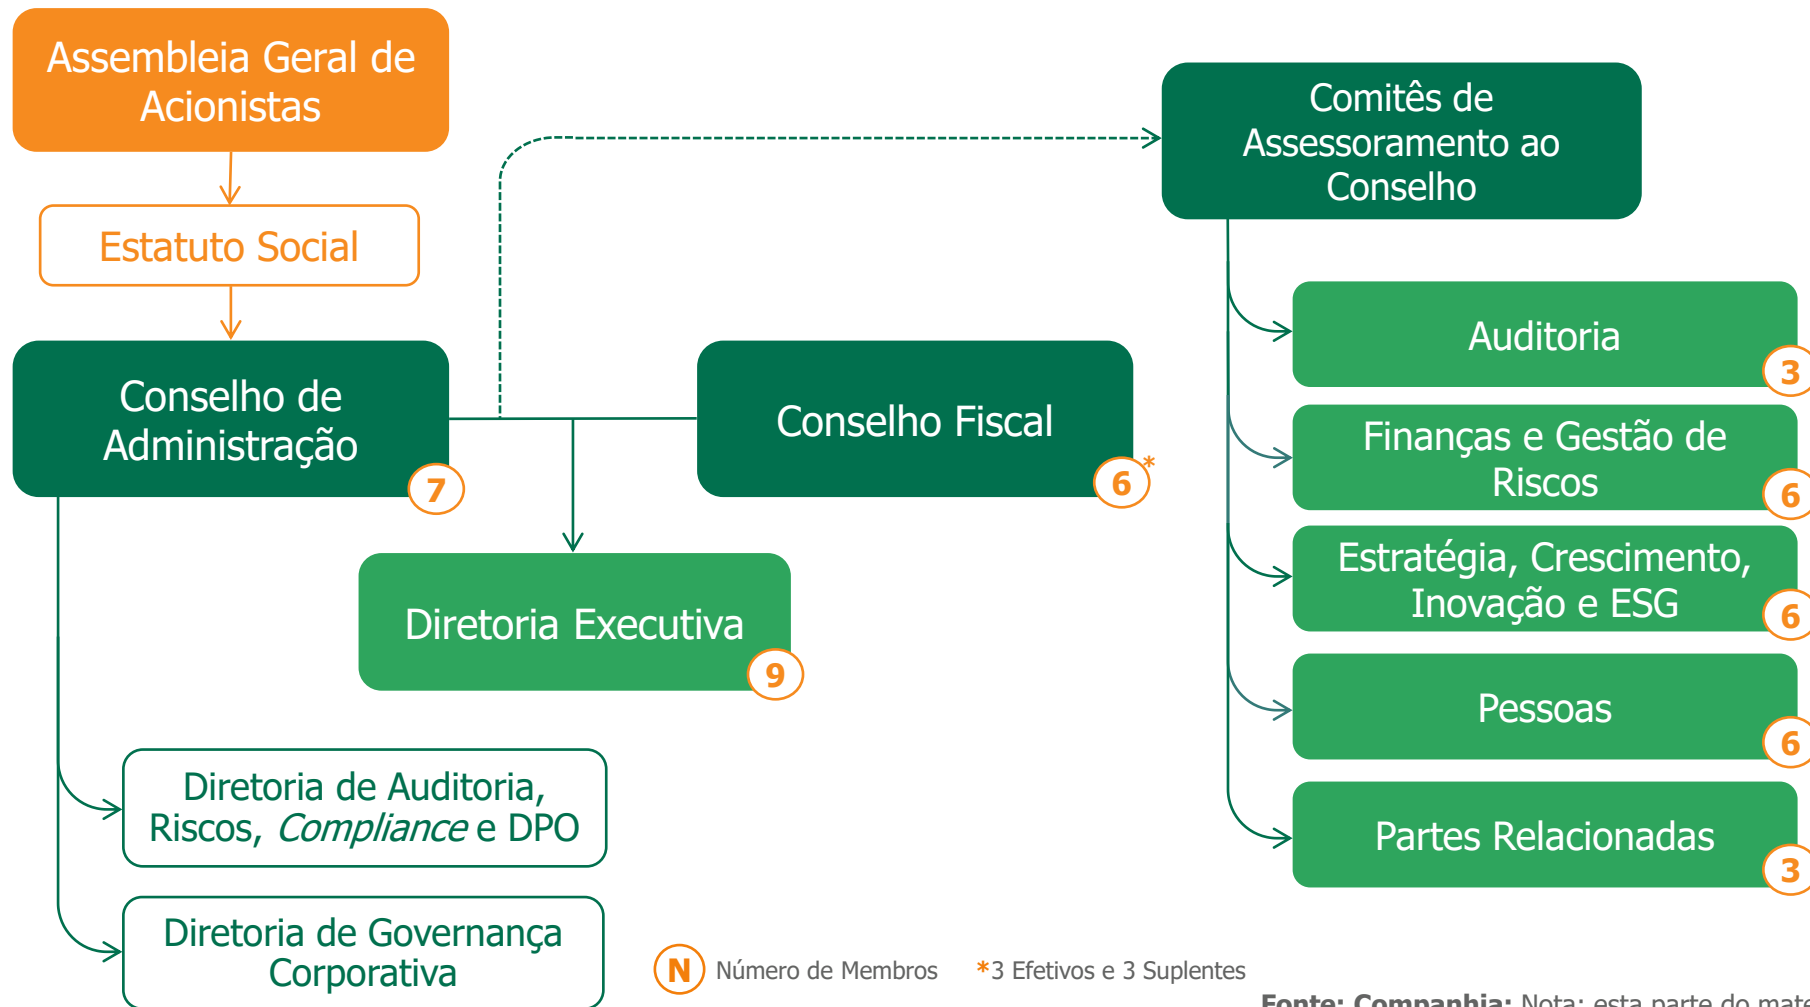 Assembleia Geral de
Acionistas
Estatuto Social
Conselho de
Administração
7
Conselho Fiscal
6*
Diretoria Executiva
9
Diretoria de Auditoria,
Riscos, Compliance e DPO
Diretoria de Governança
Corporativa
Comitês de
Assessoramento ao
Conselho
Auditoria
3
Finanças e Gestão de
Riscos
6
Estratégia, Crescimento,
Inovação e ESG
6
Pessoas
6
Partes Relacionadas
3
N Número de Membros *3 Efetivos e 3 Suplentes
Fonte: Companhia: Nota: esta parte do mate